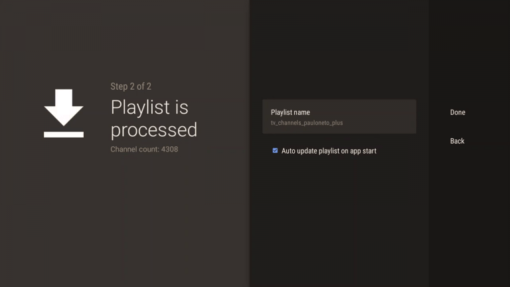 Step 2 of 2
Playlist is
processed
Channel count: 4308
Playlist name
tv_channels_pauloneto_plus
Auto update playlist on app start
Done
Back